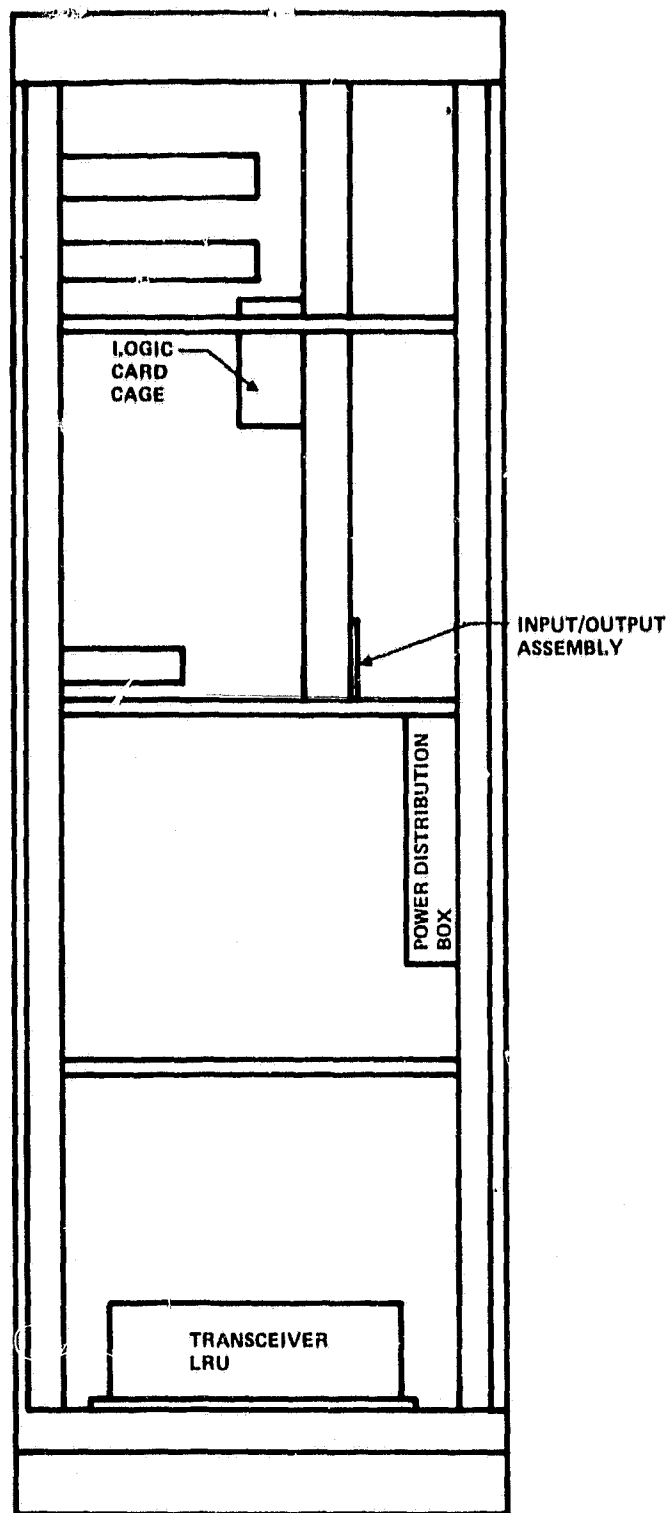 LOGIC
CARD
CAGE
INPUT/OUTPUT
ASSEMBLY
POWER DISTRIBUTION
BOX
TRANSCEIVER
LRU